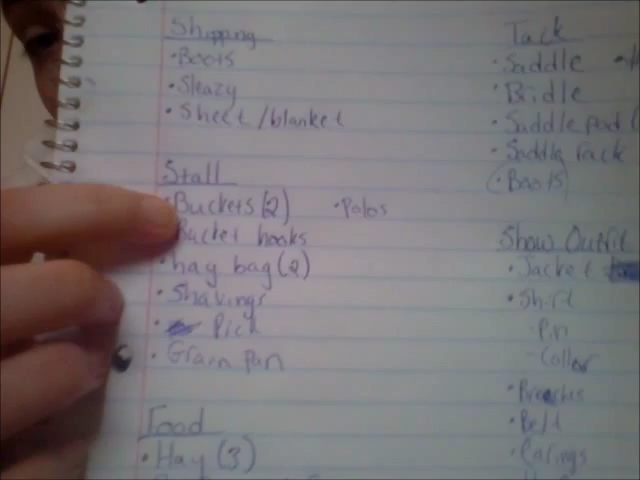 Shipping
• Boots
• Sleazy
• Sheet/blanket
Stall
• Buckets (2) • Polos
Bucket hooks
• hay bag (2)
• Shavings
• Pick
• Grain pan
Food
• Hay (3)
Tack
• Saddle
• Bridle
• Saddle pad (
• Saddle rack
• Boots
Show Outfit
• Jacket
• Shirt
- Pin
- Collar
• Breeches
• Belt
• Earings